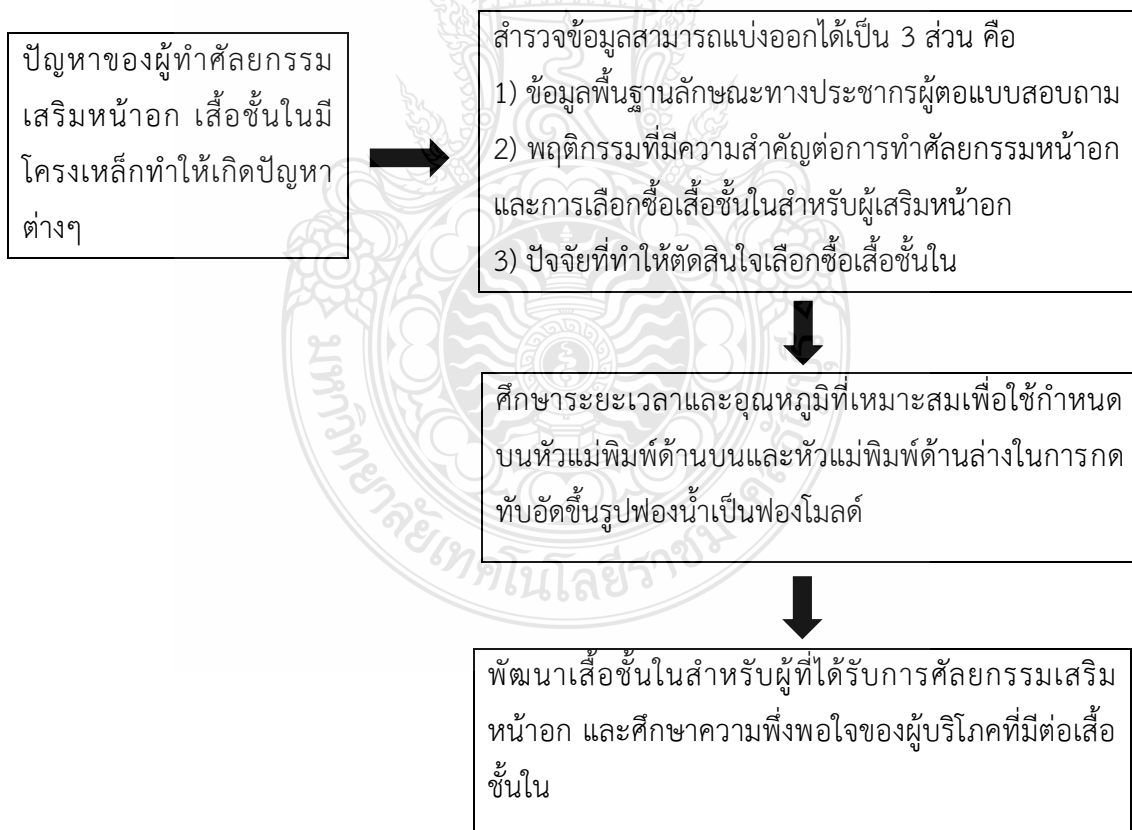 ปัญหาของผู้ทำศัลยกรรม
เสริมหน้าอก เสื้อชั้นในมี
โครงเหล็กทำให้เกิดปัญหา
ต่างๆ
สำรวจข้อมูลสามารถแบ่งออกได้เป็น 3 ส่วน คือ
1) ข้อมูลพื้นฐานลักษณะทางประชากรผู้ตอแบบสอบถาม
2) พฤติกรรมที่มีความสำคัญต่อการทำศัลยกรรมหน้าอก
และการเลือกซื้อเสื้อชั้นในสำหรับผู้เสริมหน้าอก
3) ปัจจัยที่ทำให้ตัดสินใจเลือกซื้อเสื้อชั้นใน
ศึกษาระยะเวลาและอุณหภูมิที่เหมาะสมเพื่อใช้กำหนด
บนหัวแม่พิมพ์ด้านบนและหัวแม่พิมพ์ด้านล่างในการกด
ทับอัดขึ้นรูปฟองน้ำเป็นฟองโมลด์
พัฒนาเสื้อชั้นในสำหรับผู้ที่ได้รับการศัลยกรรมเสริม
หน้าอก และศึกษาความพึ่งพอใจของผู้บริโภคที่มีต่อเสื้อ
ชั้นใน
มหาวิทยาลัยเทคโนโลยีราช